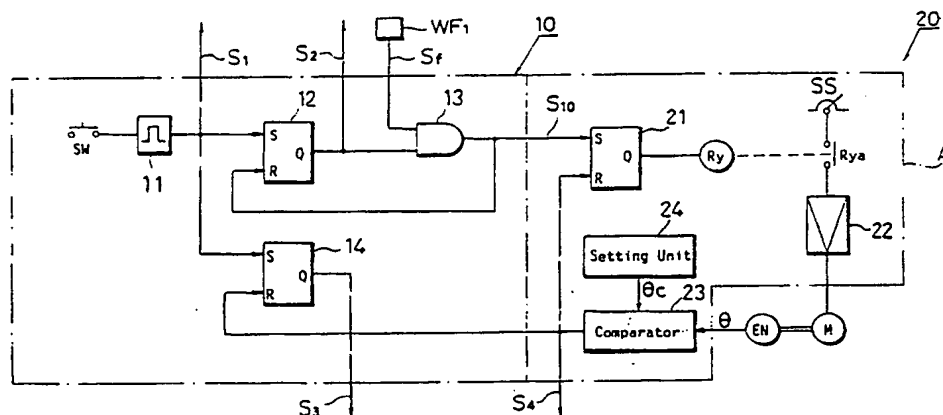 WF1
10
20
S1
S2
Sf
12
13
SS
S10
21
S
Q
R
SW
11
S
Q
R
Ry
Rya
A
24
14
S
Q
R
Setting Unit
22
θc
23
Comparator
θ
EN
M
S3
S4